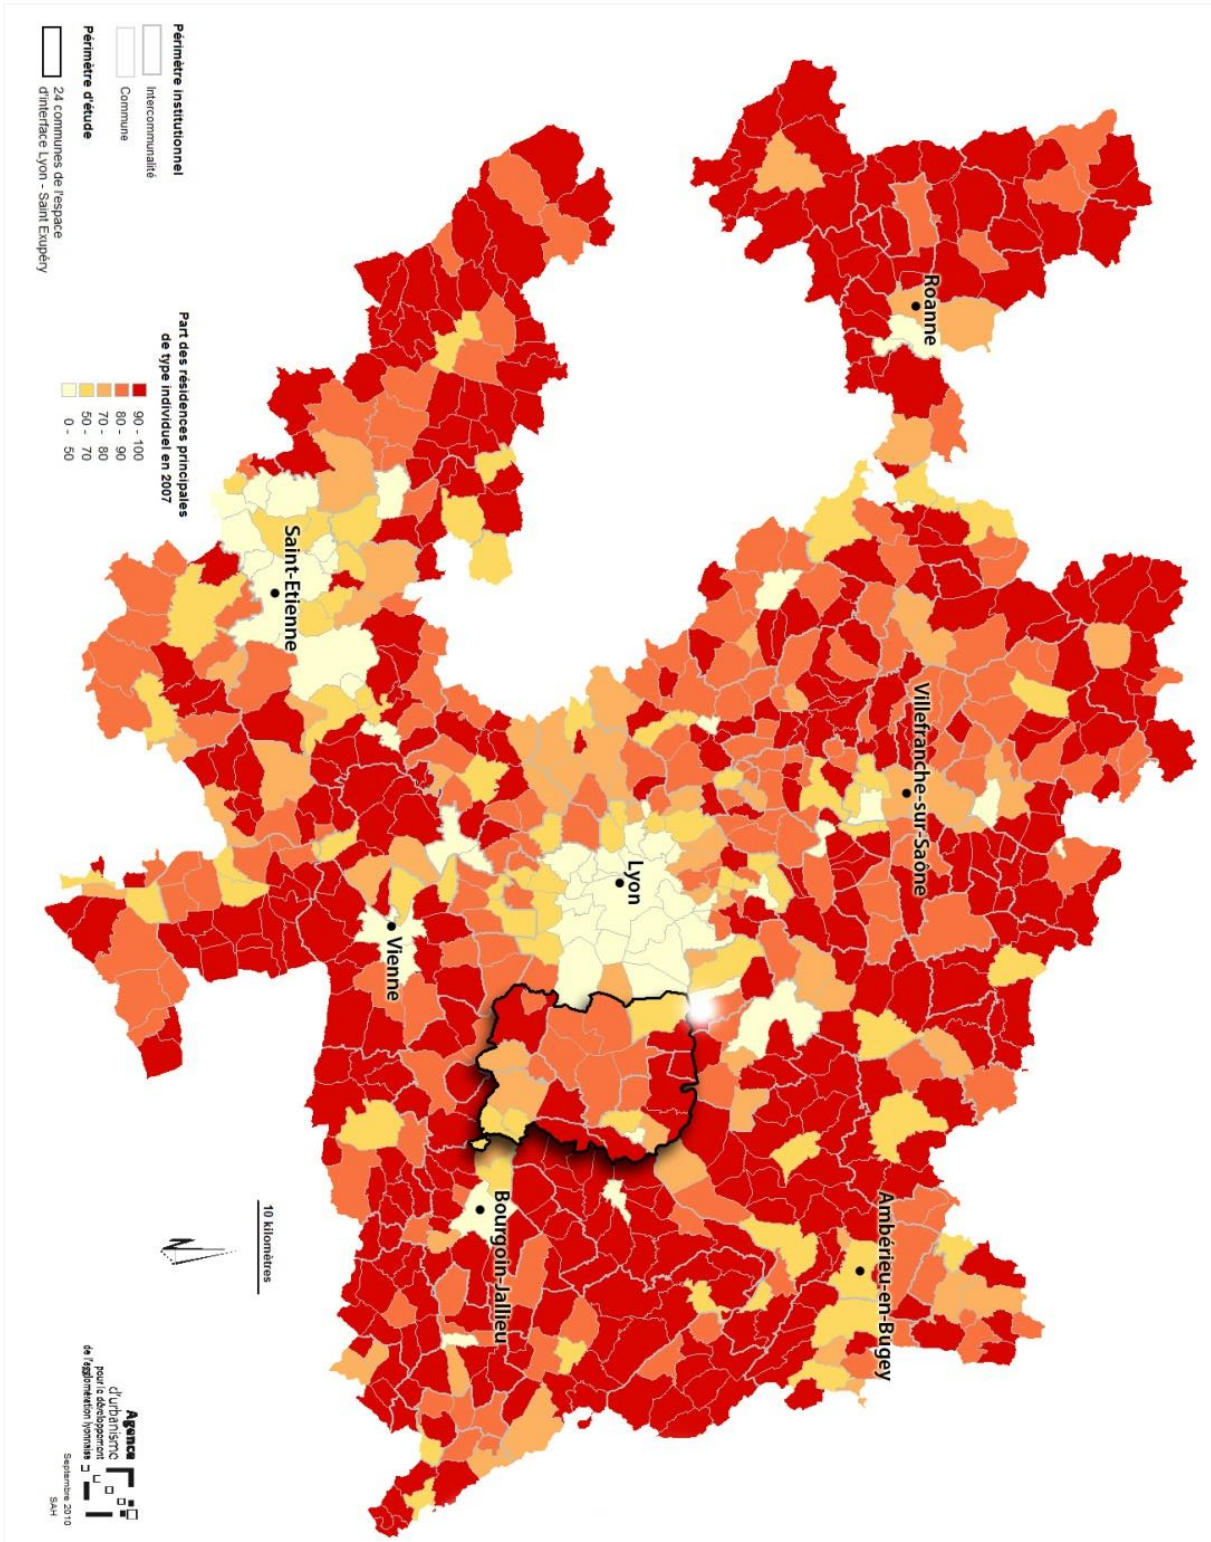 Roanne
Villefranche-sur-Saône
Ambérieu-en-Bugey
Lyon
Saint-Etienne
Vienne
Bourgoin-Jallieu
Périmètre institutionnel
Intercommunalité
Commune
Périmètre d'étude
24 communes de l'espace
d'interface Lyon - Saint Exupéry
Part des résidences principales
de type individuel en 2007
90 - 100
80 - 90
70 - 80
50 - 70
0 - 50
10 kilomètres
N
Agence
d'urbanisme
pour le développement
de l'agglomération lyonnaise
Septembre 2010
SAH